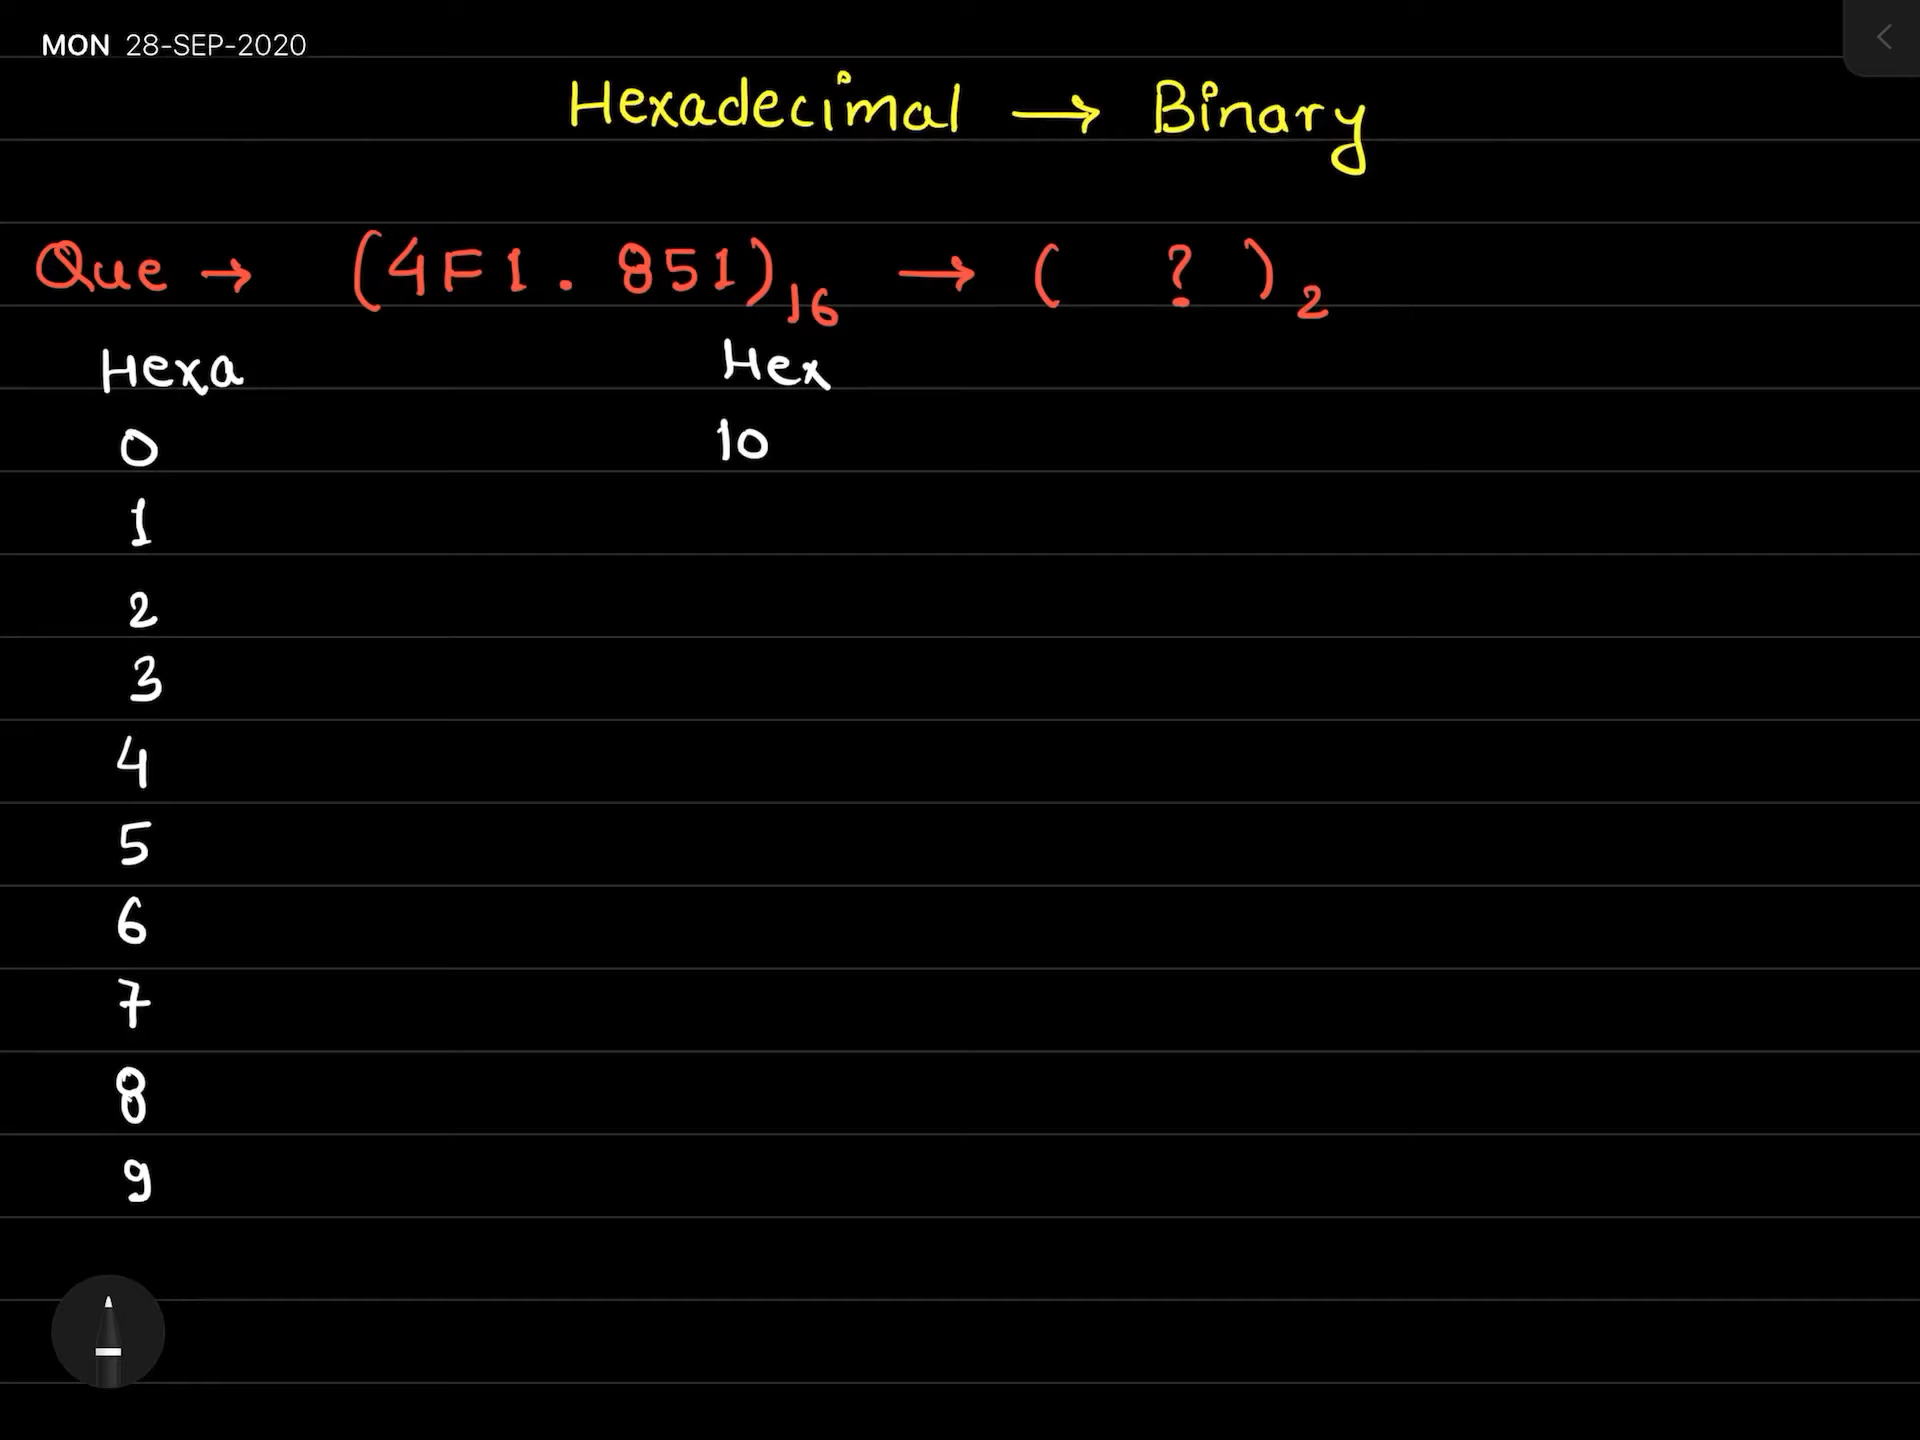 MON 28-SEP-2020
Hexadecimal → Binary
Que → (4F1.851)16 → ( ? )2
Hexa Hex
0 10
1
2
3
4
5
6
7
8
9